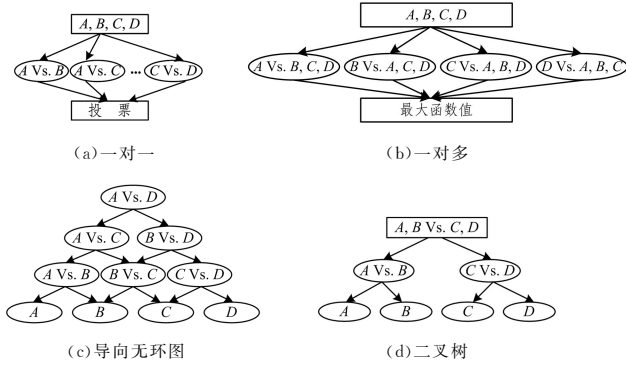 A, B, C, D
A Vs. B A Vs. C ... C Vs. D
投 票
(a)一对一
A, B, C, D
A Vs. B, C, D B Vs. A, C, D C Vs. A, B, D D Vs. A, B, C
最大函数值
(b)一对多
A Vs. D
A Vs. C B Vs. D
A Vs. B B Vs. C C Vs. D
A B C D
(c)导向无环图
A, B Vs. C, D
A Vs. B C Vs. D
A B C D
(d)二叉树